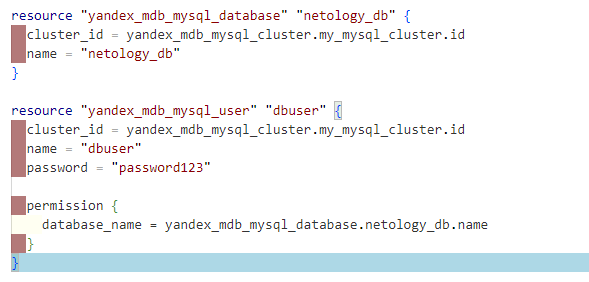 resource "yandex_mdb_mysql_database" "netology_db" {
  cluster_id = yandex_mdb_mysql_cluster.my_mysql_cluster.id
  name = "netology_db"
}

resource "yandex_mdb_mysql_user" "dbuser" {
  cluster_id = yandex_mdb_mysql_cluster.my_mysql_cluster.id
  name = "dbuser"
  password = "password123"

  permission {
    database_name = yandex_mdb_mysql_database.netology_db.name
  }
}